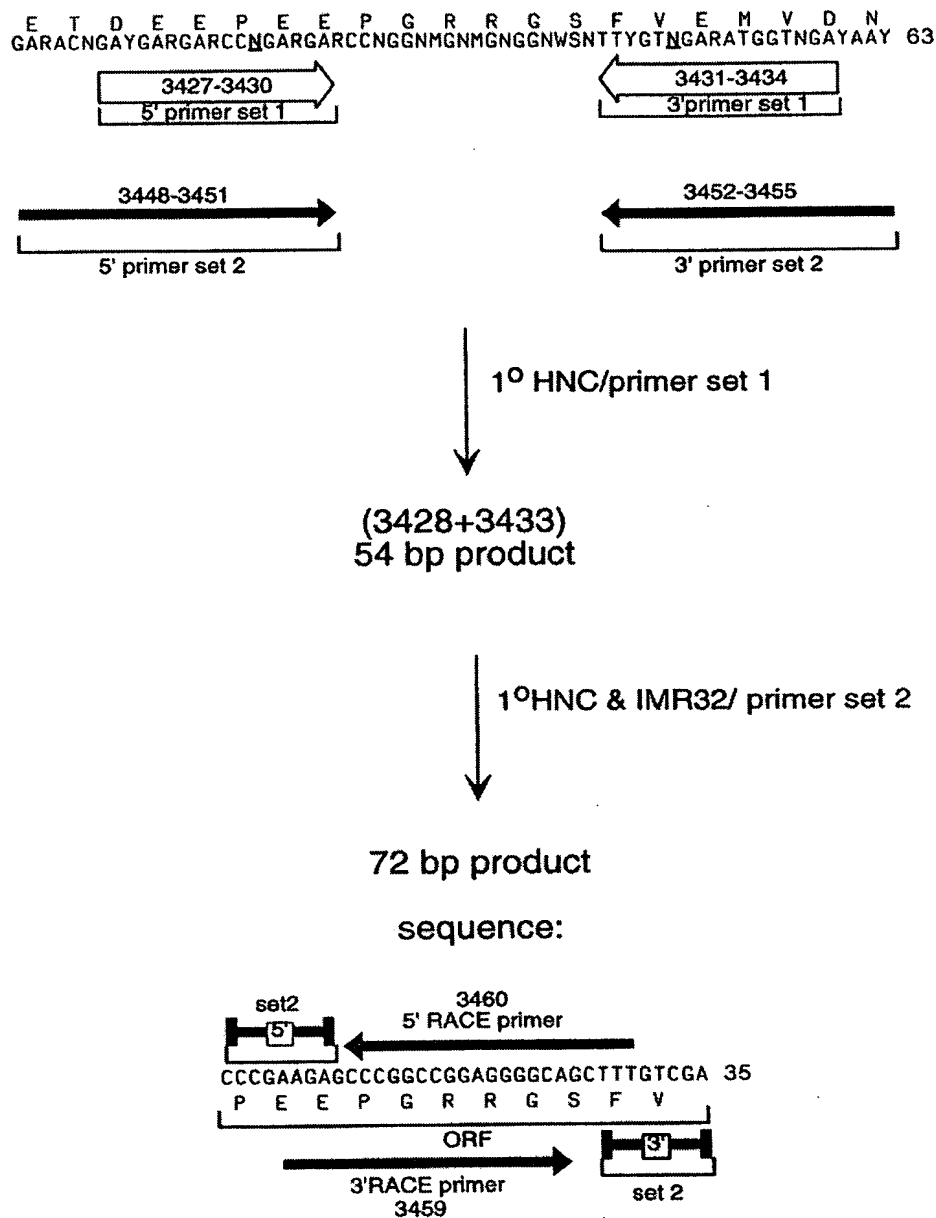 E T D E E P E E P G R R G S F V E M V D N
GARACNGAYGARGARCCNGARGARCCNGGNMGNMGNGGNWSNTTYGTNGARATGGTNGAYAAY 63
3427-3430 3431-3434
5' primer set 1 3'primer set 1
3448-3451 3452-3455
5' primer set 2 3' primer set 2
1º HNC/primer set 1
(3428+3433)
54 bp product
1ºHNC & IMR32/ primer set 2
72 bp product
sequence:
set2 3460
5' 5' RACE primer
CCCGAAGAGCCCGGCCGGAGGGGCAGCTTTGTCGA 35
P E E P G R R G S F V
ORF
3'
3'RACE primer set 2
3459